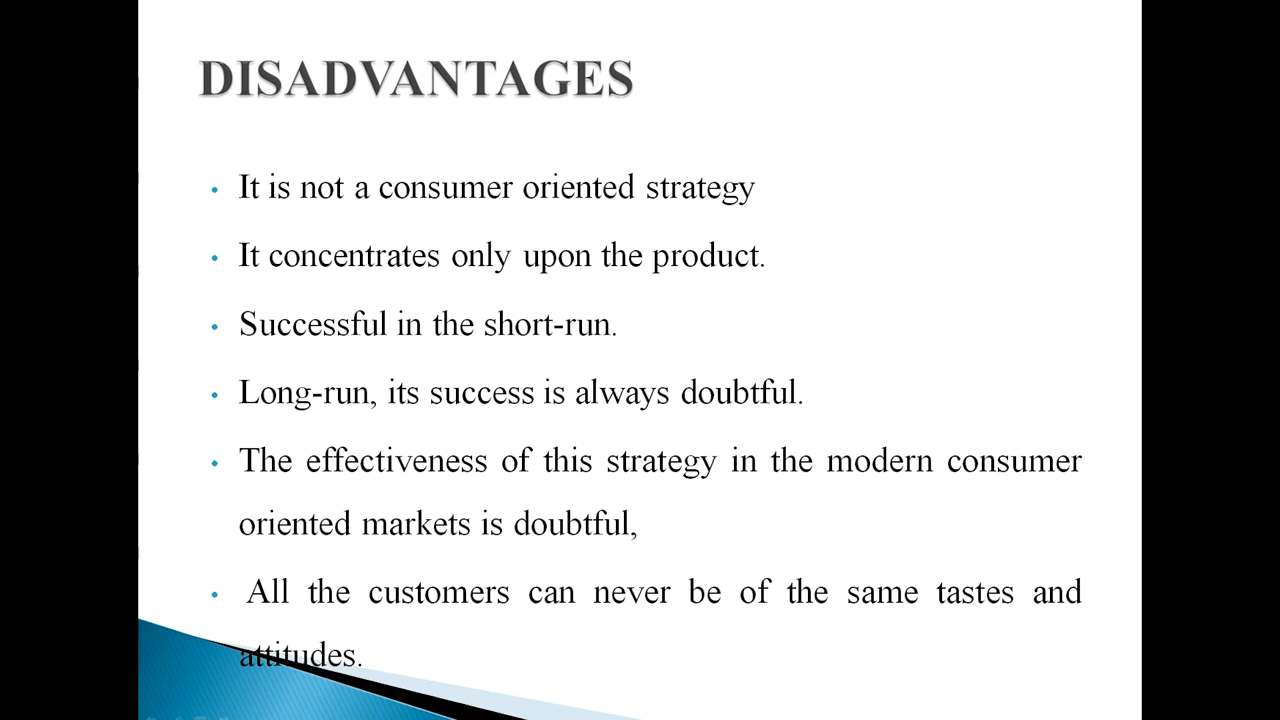 DISADVANTAGES
• It is not a consumer oriented strategy
• It concentrates only upon the product.
• Successful in the short-run.
• Long-run, its success is always doubtful.
• The effectiveness of this strategy in the modern consumer
oriented markets is doubtful,
• All the customers can never be of the same tastes and
attitudes.